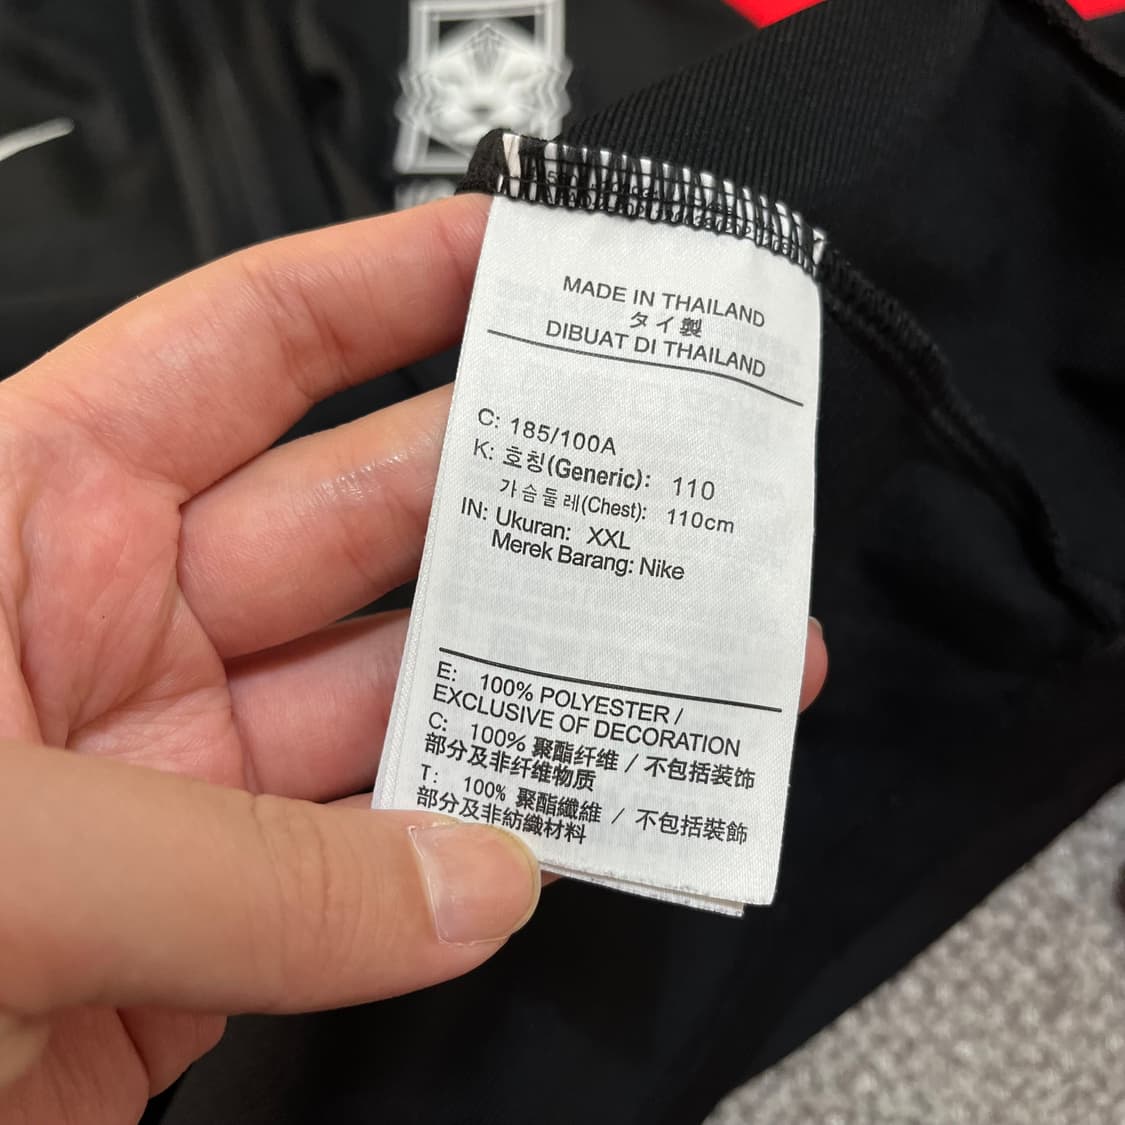 MADE IN THAILAND
タイ製
DIBUAT DI THAILAND
C: 185/100A
K: 호칭(Generic): 110
가슴둘레(Chest): 110cm
IN: Ukuran: XXL
Merek Barang: Nike
E: 100% POLYESTER /
EXCLUSIVE OF DECORATION
C: 100% 聚酯纤维 / 不包括装饰
部分及非纤维物质
T: 100% 聚酯纖維 / 不包括裝飾
部分及非紡織材料